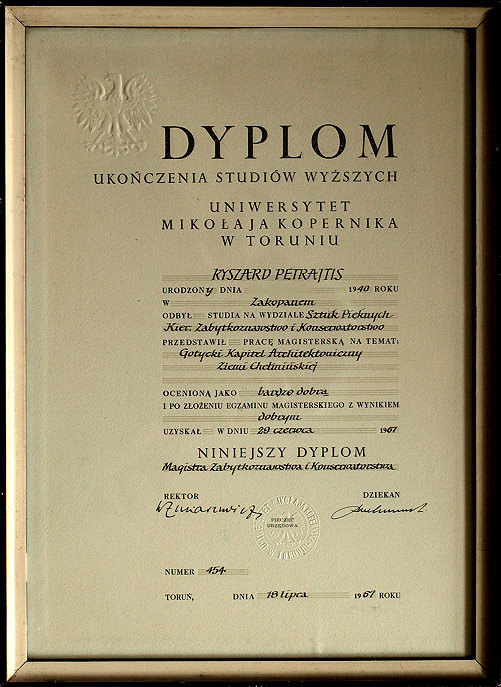 DYPLOM
UKOŃCZENIA STUDIÓW WYŻSZYCH
UNIWERSYTET
MIKOŁAJA KOPERNIKA
W TORUNIU
RYSZARD PETRAJTIS
URODZONy DNIA 1940 ROKU
W Zakopanem
ODBYŁ STUDIA NA WYDZIALE Sztuk Pięknych
Kier. Zabytkoznawstwo i Konserwatorstwo
PRZEDSTAWIŁ PRACĘ MAGISTERSKĄ NA TEMAT:
Gotycki Kapitel Architektoniczny
Ziemi Chełmińskiej
OCENIONĄ JAKO bardzo dobrą
I PO ZŁOŻENIU EGZAMINU MAGISTERSKIEGO Z WYNIKIEM
dobrym
UZYSKAŁ W DNIU 29 czerwca 1967
NINIEJSZY DYPLOM
Magistra Zabytkoznawstwa i Konserwatorstwa
REKTOR DZIEKAN
PIECZĘĆ
URZĘDOWA
NUMER 454
TORUŃ, DNIA 18 lipca 1967 ROKU